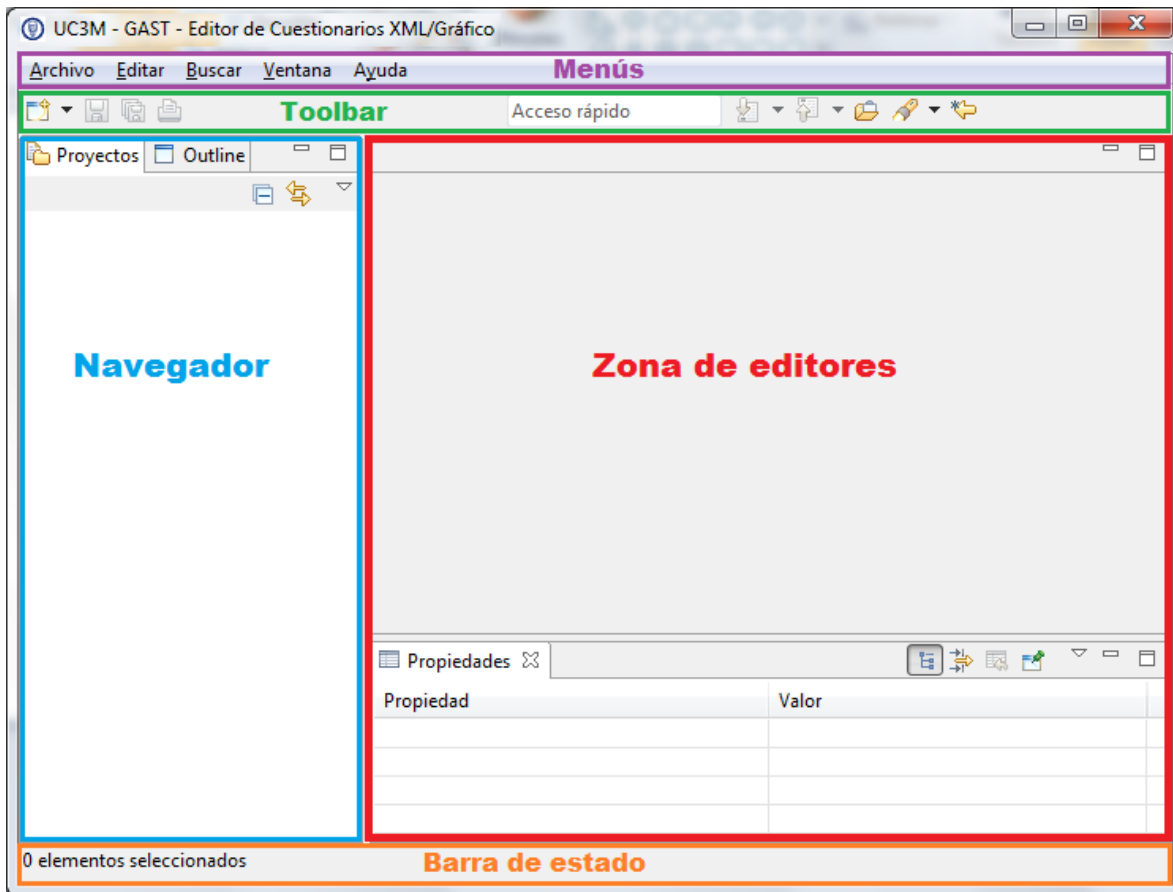 UC3M - GAST - Editor de Cuestionarios XML/Gráfico
Archivo Editar Buscar Ventana Ayuda Menús
Toolbar Acceso rápido
Proyectos Outline
Navegador
Zona de editores
Propiedades
Propiedad Valor
0 elementos seleccionados Barra de estado